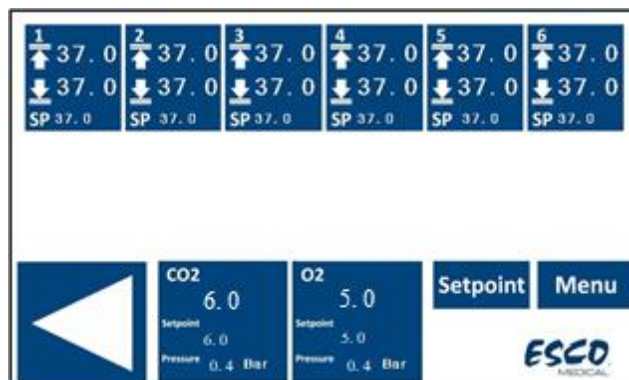 1 2 3 4 5 6
37.0 37.0 37.0 37.0 37.0 37.0
37.0 37.0 37.0 37.0 37.0 37.0
SP 37.0 SP 37.0 SP 37.0 SP 37.0 SP 37.0 SP 37.0
CO2
6.0
Setpoint
6.0
Pressure 0.4 Bar
O2
5.0
Setpoint
5.0
Pressure 0.4 Bar
Setpoint
Menu
ESCO
MEDICAL